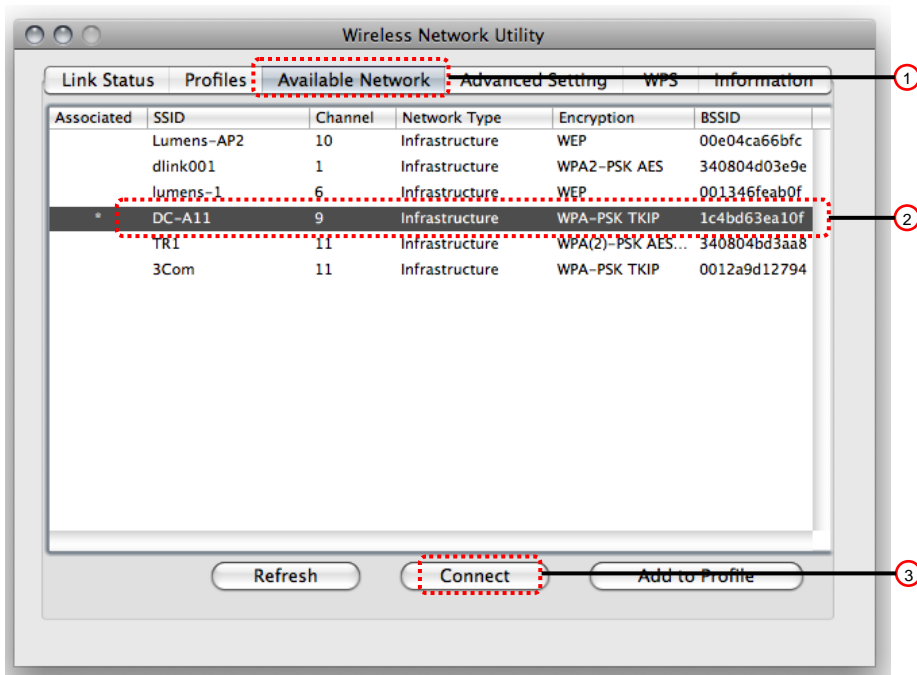 Wireless Network Utility
Link Status Profiles Available Network Advanced Setting WPS Information
1
Associated SSID Channel Network Type Encryption BSSID
Lumens-AP2 10 Infrastructure WEP 00e04ca66bfc
dlink001 1 Infrastructure WPA2-PSK AES 340804d03e9e
lumens-1 6 Infrastructure WEP 001346feab0f
* DC-A11 9 Infrastructure WPA-PSK TKIP 1c4bd63ea10f
2
TR1 11 Infrastructure WPA(2)-PSK AES... 340804bd3aa8
3Com 11 Infrastructure WPA-PSK TKIP 0012a9d12794
Refresh Connect Add to Profile
3